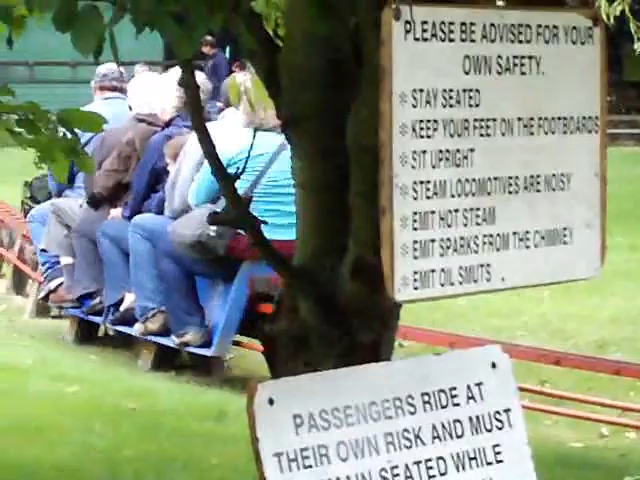 PLEASE BE ADVISED FOR YOUR
OWN SAFETY.
* STAY SEATED
* KEEP YOUR FEET ON THE FOOTBOARDS
* SIT UPRIGHT
* STEAM LOCOMOTIVES ARE NOISY
* EMIT HOT STEAM
* EMIT SPARKS FROM THE CHIMNEY
* EMIT OIL SMUTS .
PASSENGERS RIDE AT
THEIR OWN RISK AND MUST
SEATED WHILE